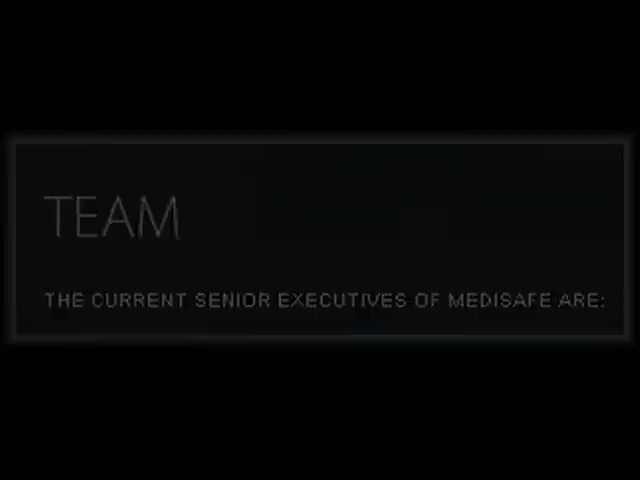 TEAM
THE CURRENT SENIOR EXECUTIVES OF MEDISAFE ARE: